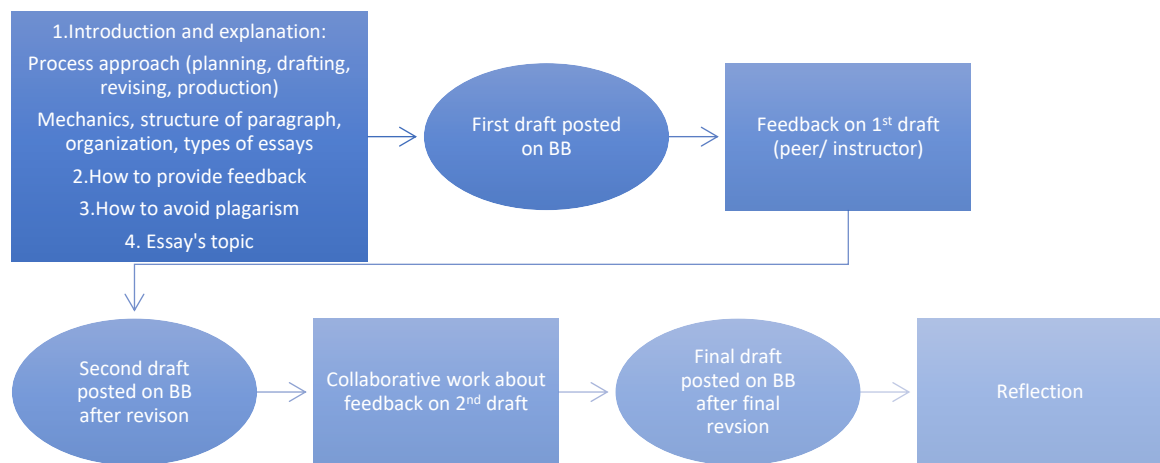 1.Introduction and explanation:
Process approach (planning, drafting,
revising, production)
Mechanics, structure of paragraph,
organization, types of essays
2.How to provide feedback
3.How to avoid plagarism
4. Essay's topic
First draft posted
on BB
Feedback on 1st draft
(peer/ instructor)
Second draft
posted on BB
after revison
Collaborative work about
feedback on 2nd draft
Final draft
posted on BB
after final
revsion
Reflection